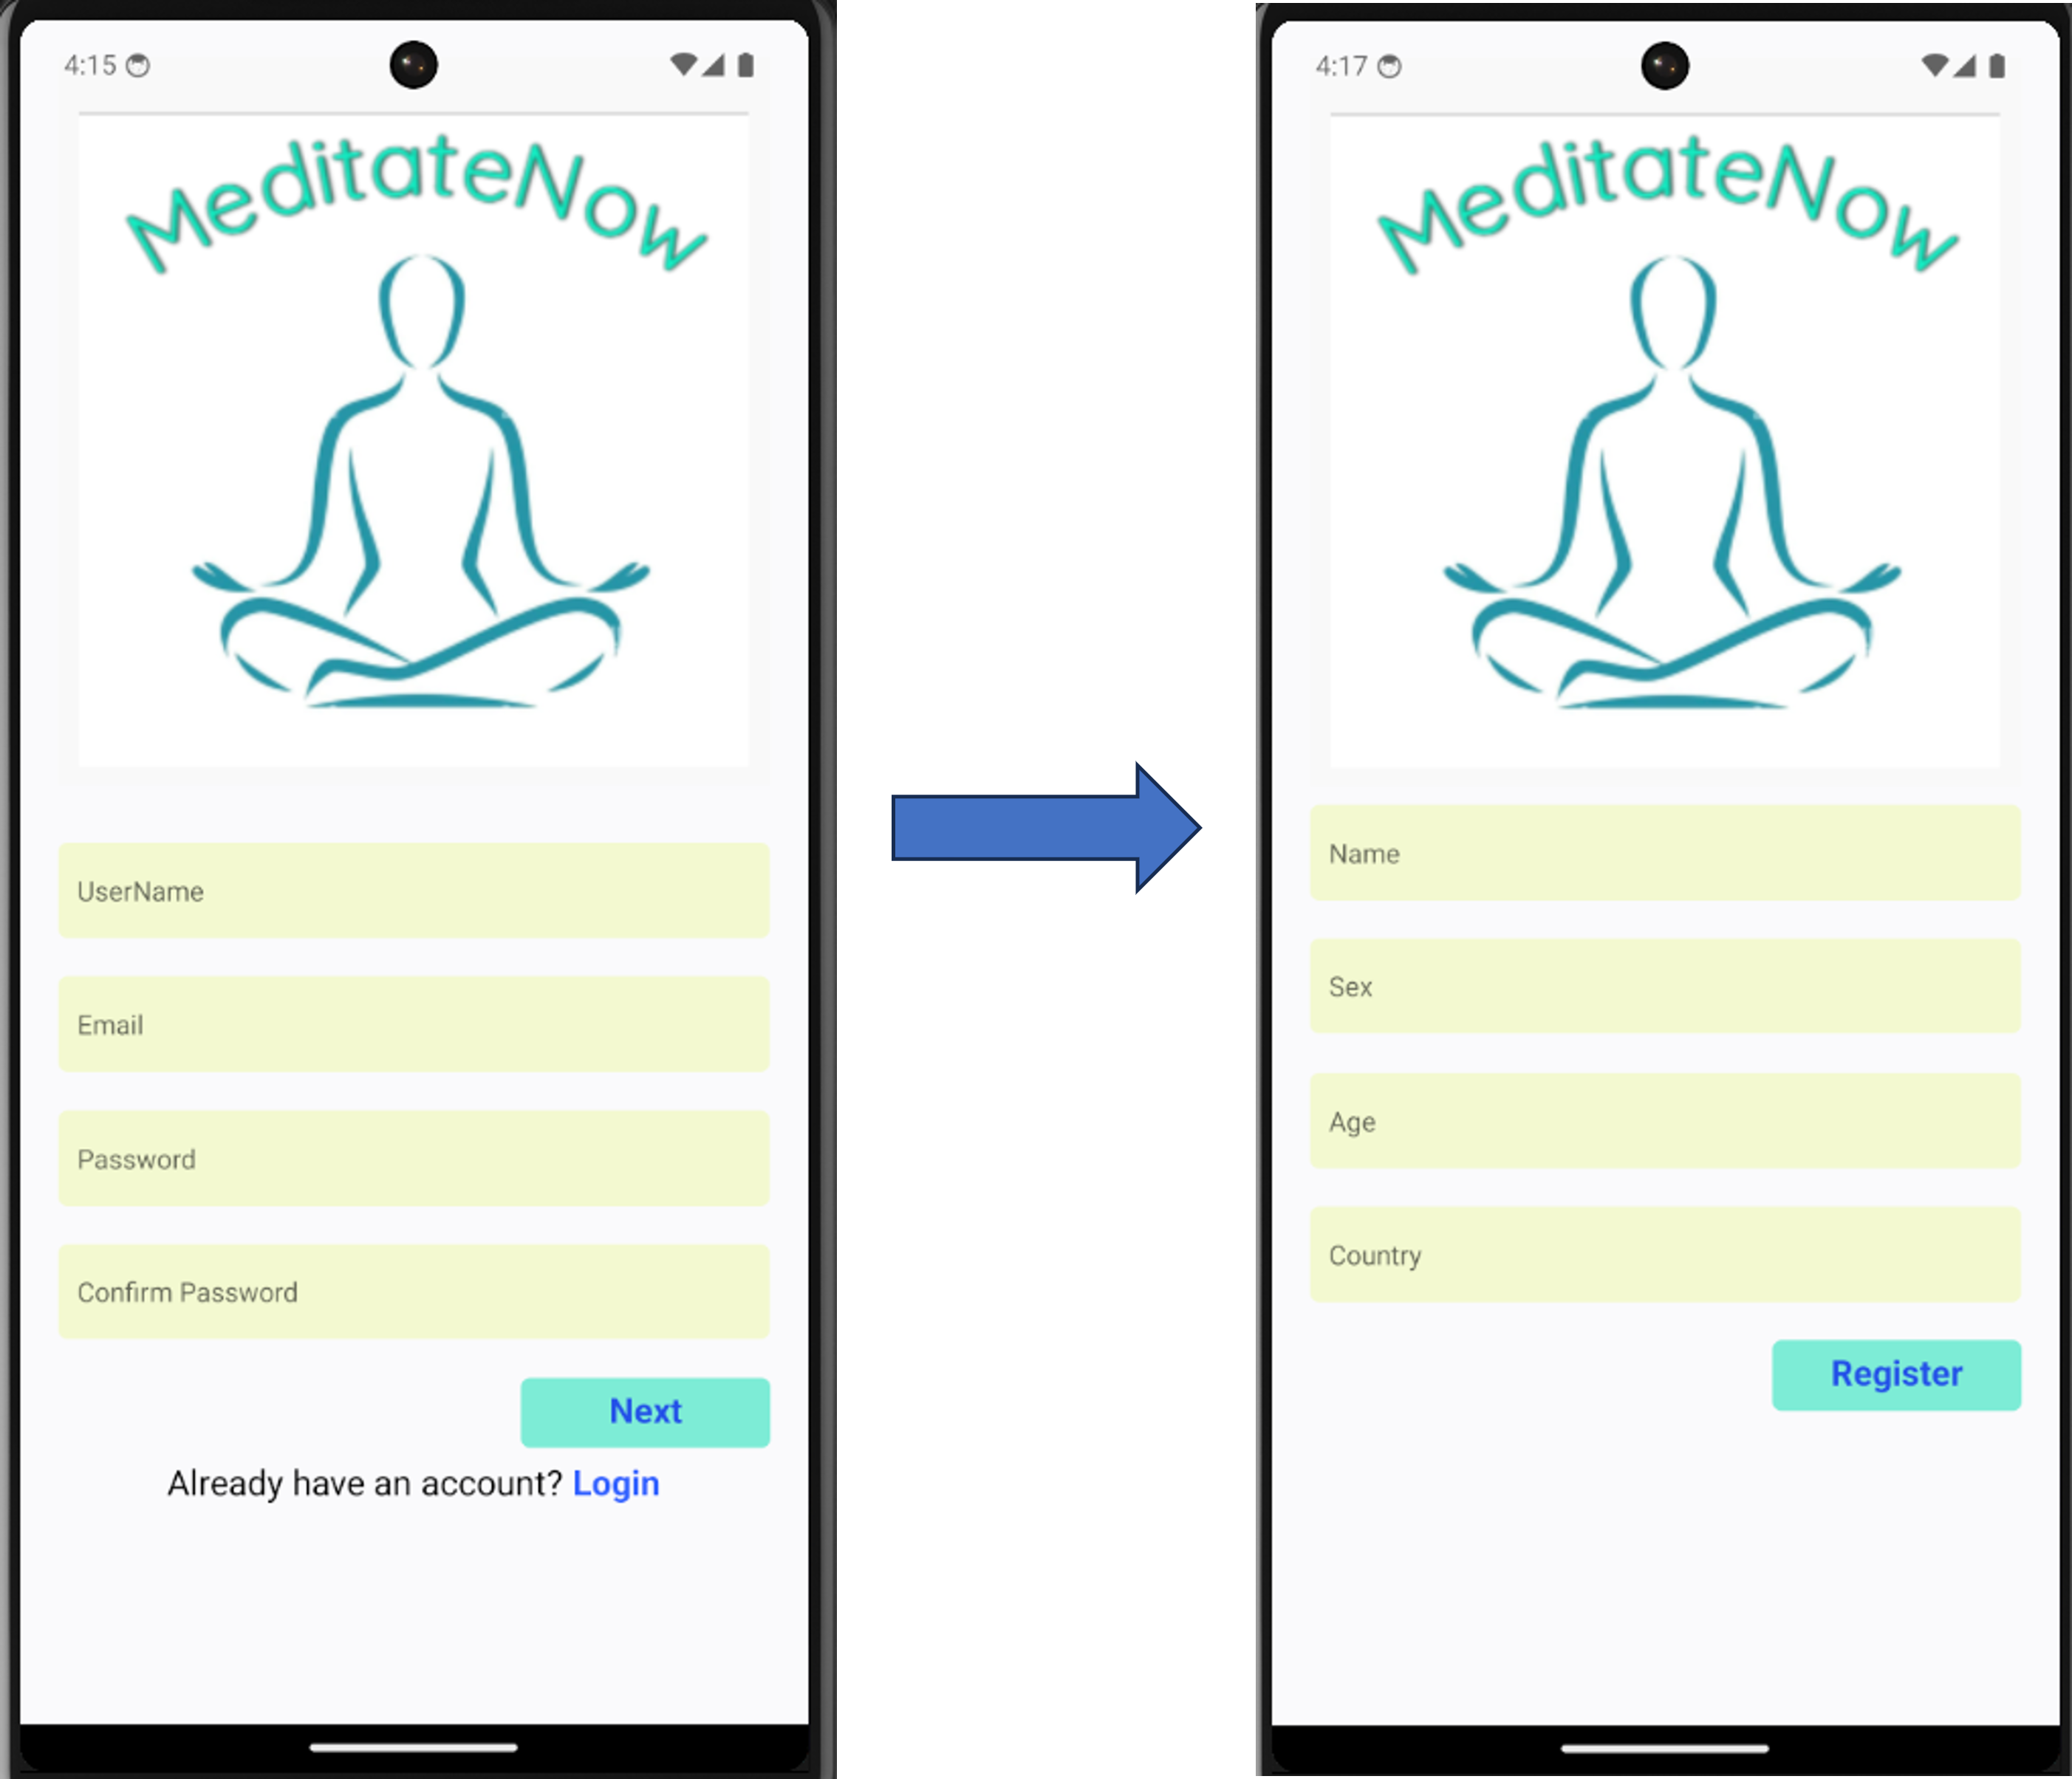 4:15
MeditateNow
UserName
Email
Password
Confirm Password
Next
Already have an account? Login
4:17
MeditateNow
Name
Sex
Age
Country
Register